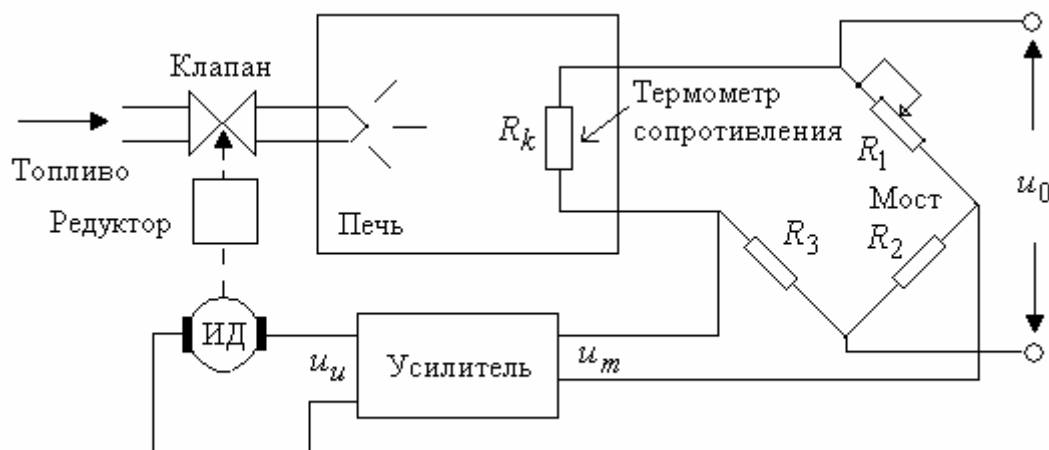 Клапан
Термометр
сопротивления
R_k
R_1
Топливо
u_0
Редуктор
Печь
Мост
R_3
R_2
ИД
u_u
Усилитель
u_m